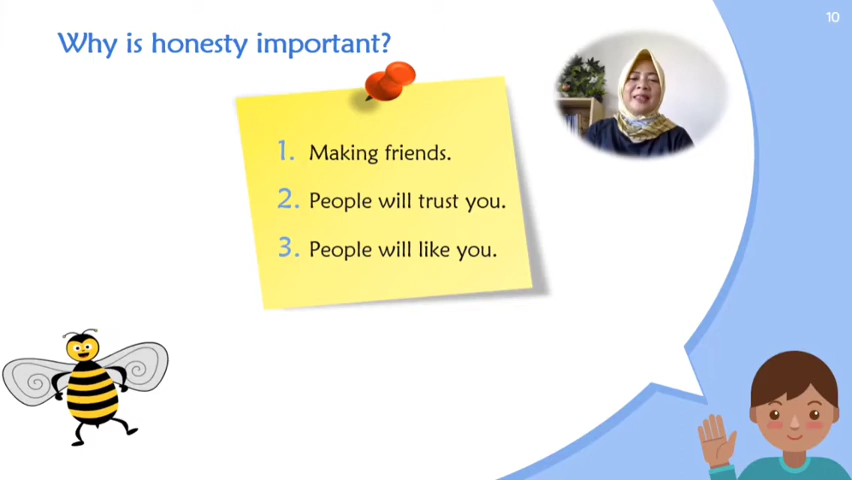 10
Why is honesty important?
1. Making friends.
2. People will trust you.
3. People will like you.